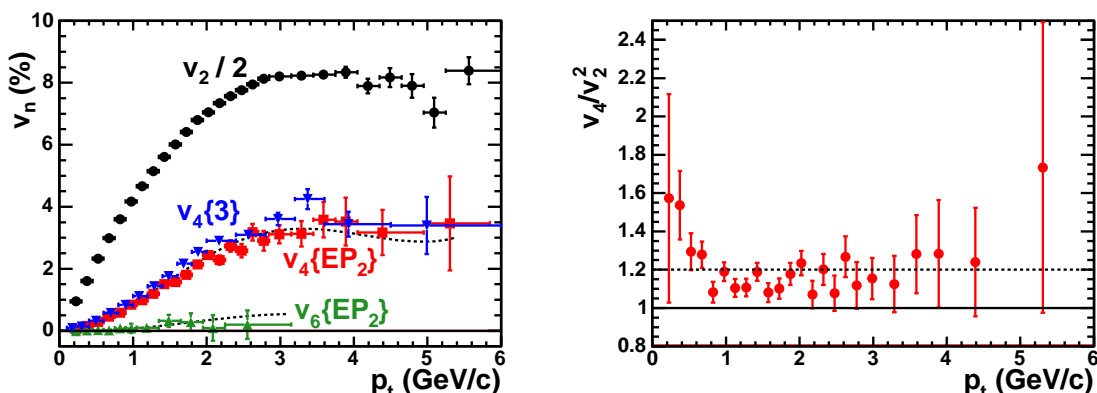 v_n (%)
8
6
4
2
0
v_2 / 2
v_4{3}
v_4{EP_2}
v_6{EP_2}
0 1 2 3 4 5 6
p_t (GeV/c)
v_4/v_2^2
2.4
2.2
2
1.8
1.6
1.4
1.2
1
0.8
0 1 2 3 4 5 6
p_t (GeV/c)